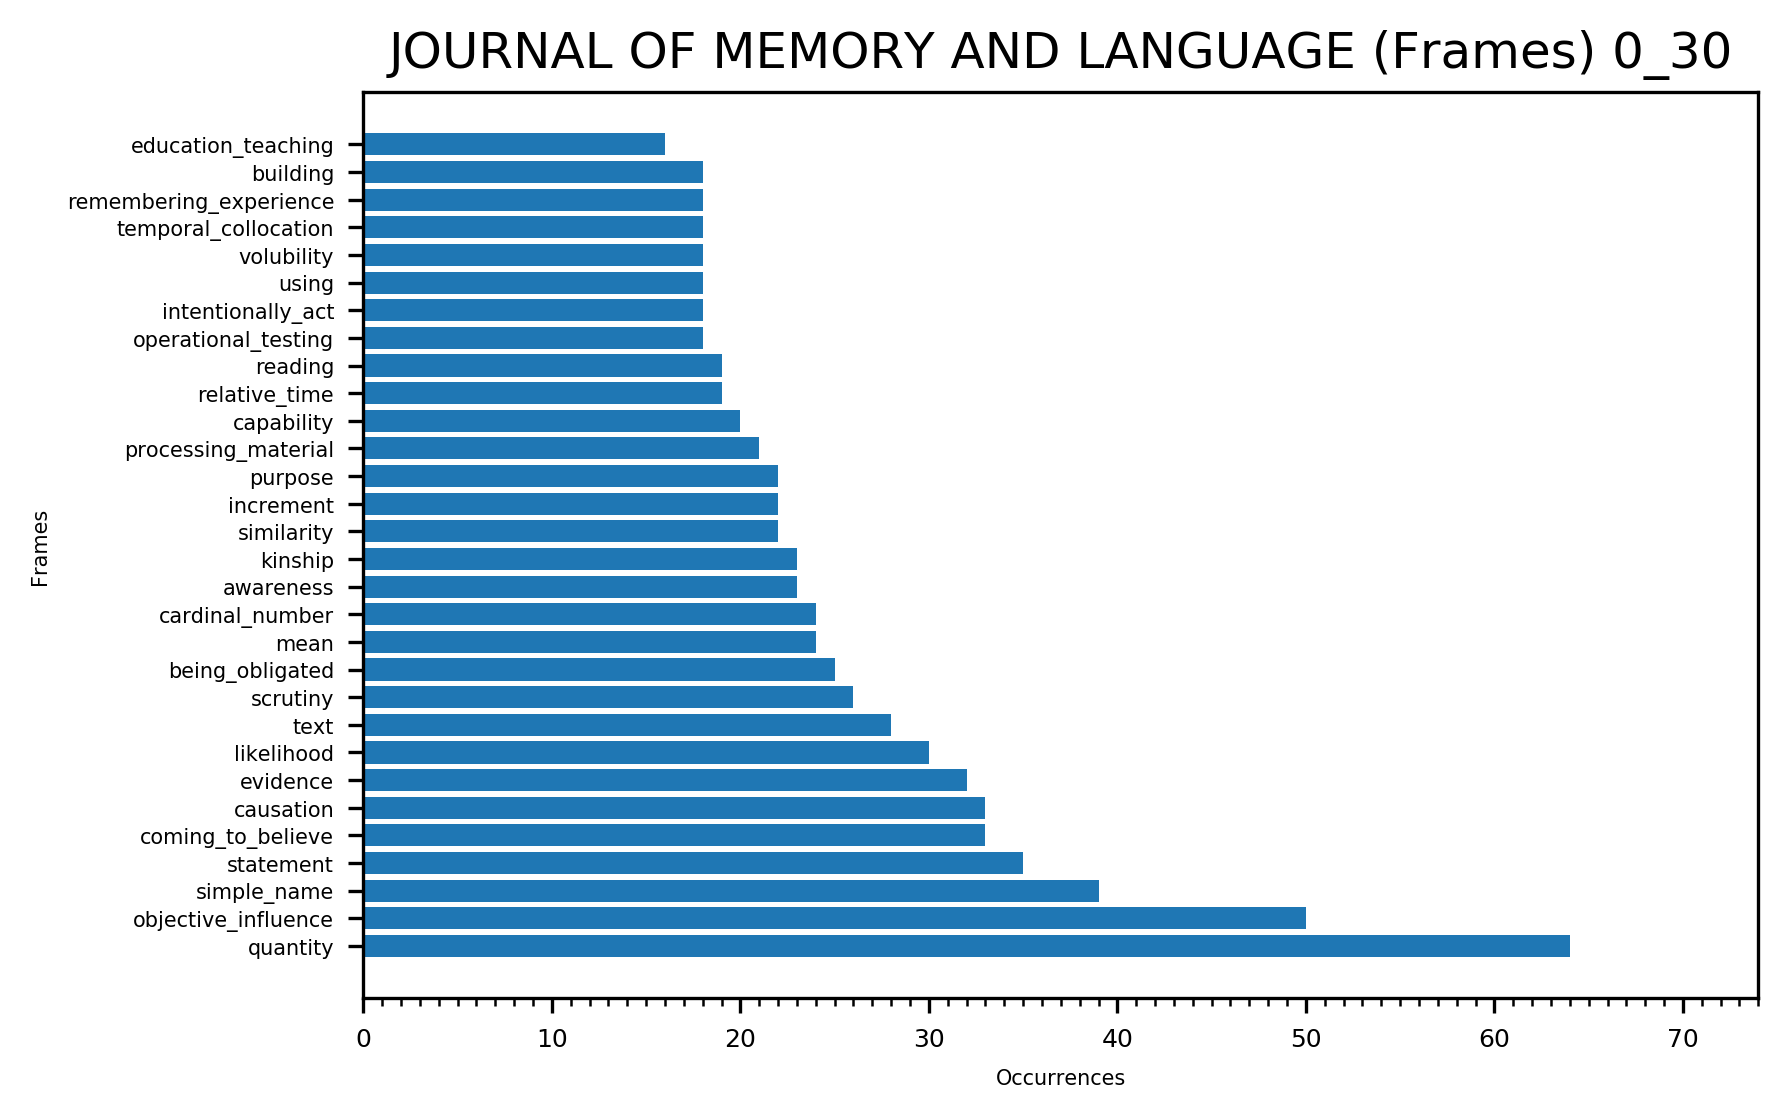 JOURNAL OF MEMORY AND LANGUAGE (Frames) 0_30
education_teaching
building
remembering_experience
temporal_collocation
volubility
using
intentionally_act
operational_testing
reading
relative_time
capability
processing_material
purpose
increment
similarity
kinship
awareness
cardinal_number
mean
being_obligated
scrutiny
text
likelihood
evidence
causation
coming_to_believe
statement
simple_name
objective_influence
quantity
Frames
0 10 20 30 40 50 60 70
Occurrences